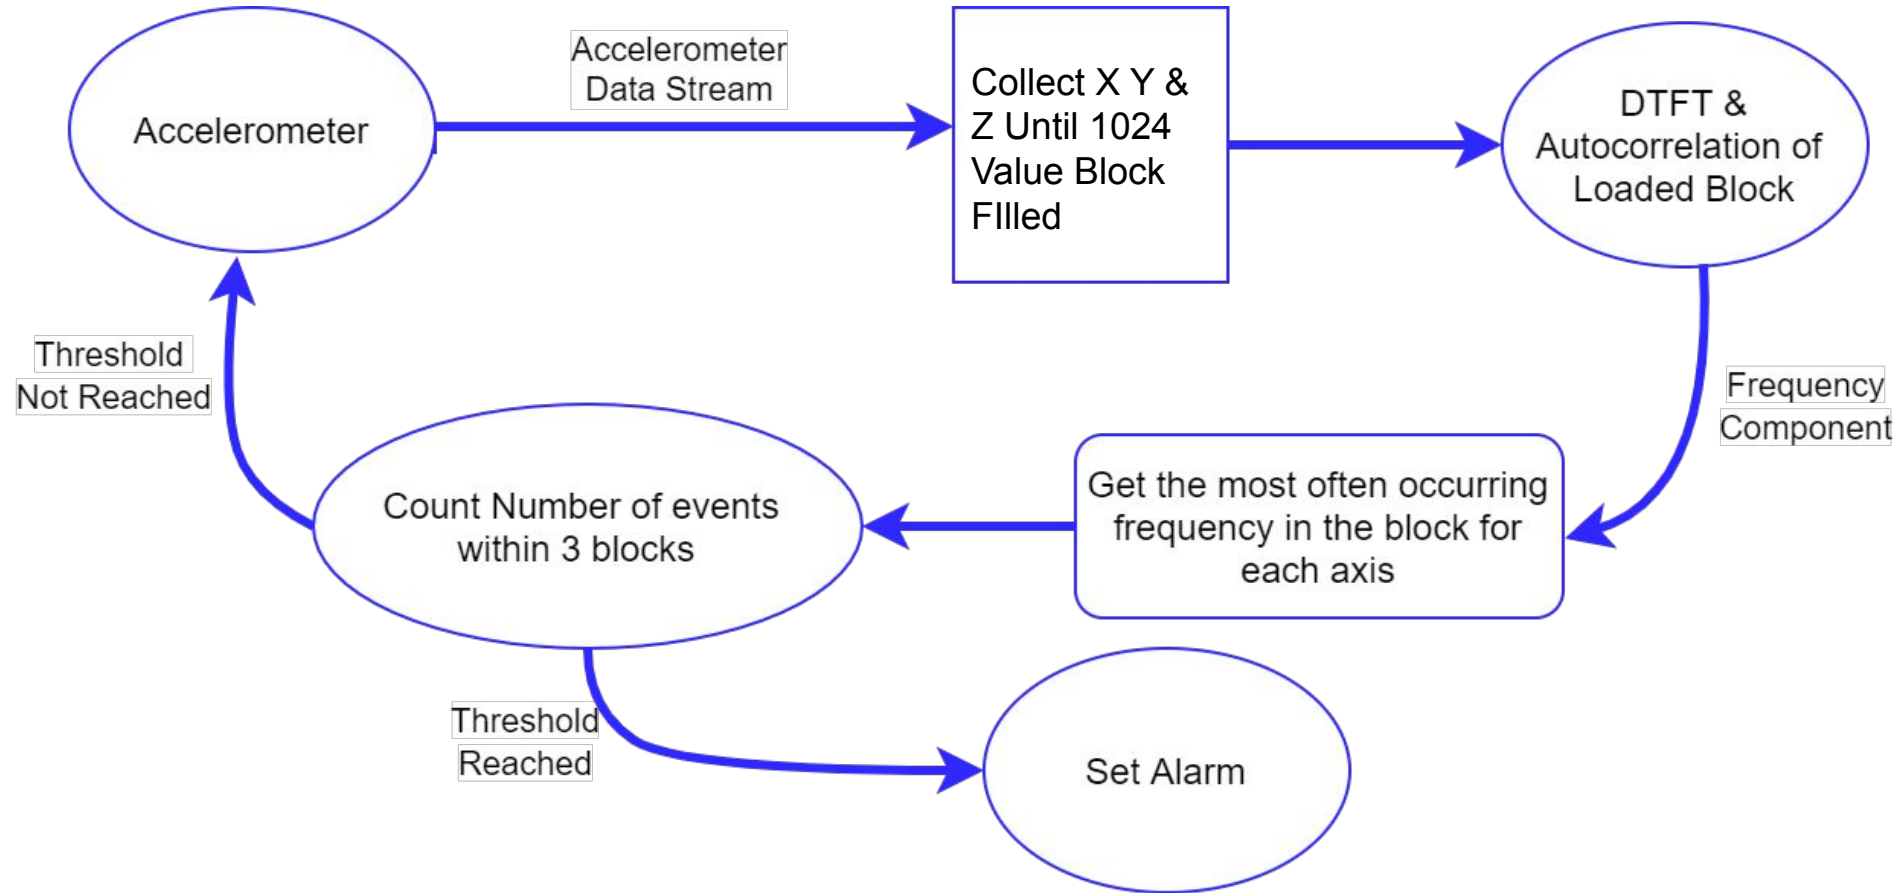 Accelerometer
Accelerometer
Data Stream
Collect X Y &
Z Until 1024
Value Block
FIlled
DTFT &
Autocorrelation of
Loaded Block
Frequency
Component
Get the most often occurring
frequency in the block for
each axis
Count Number of events
within 3 blocks
Threshold
Not Reached
Threshold
Reached
Set Alarm